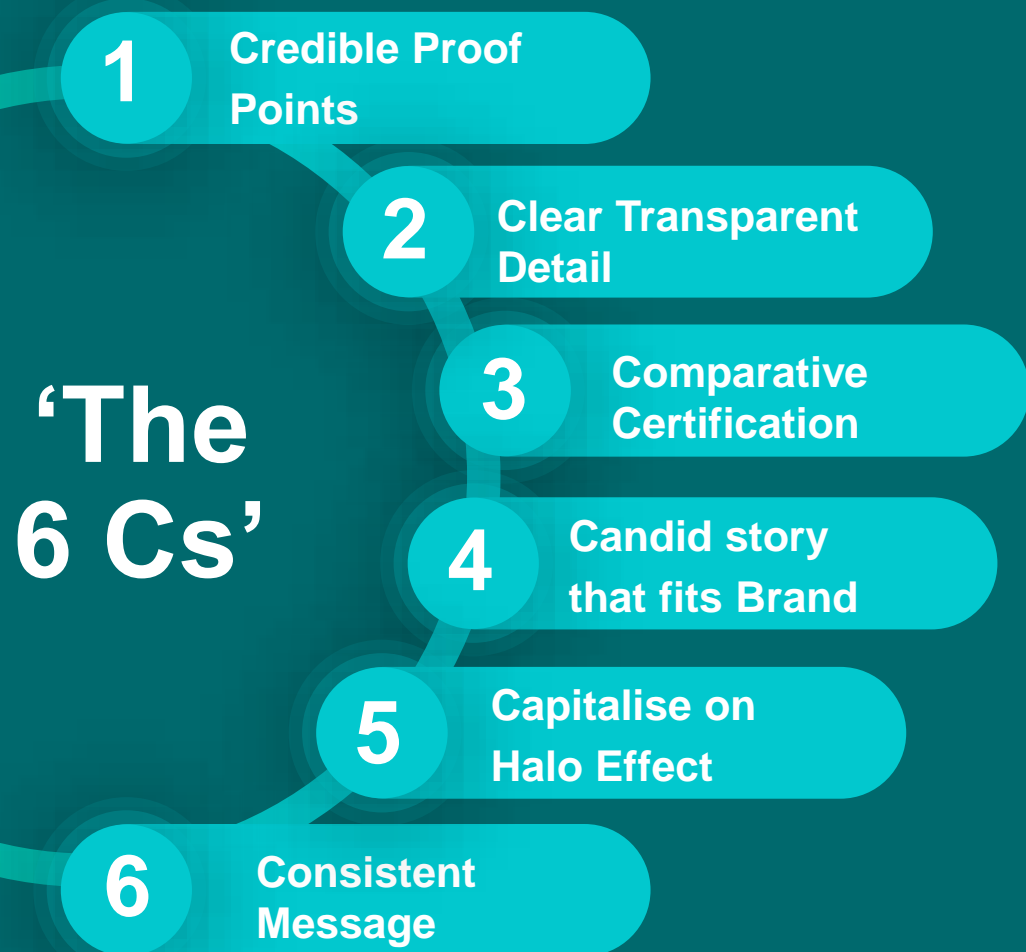 1
Credible Proof
Points
2
Clear Transparent
Detail
3
Comparative
Certification
‘The
6 Cs’
4
Candid story
that fits Brand
5
Capitalise on
Halo Effect
6
Consistent
Message